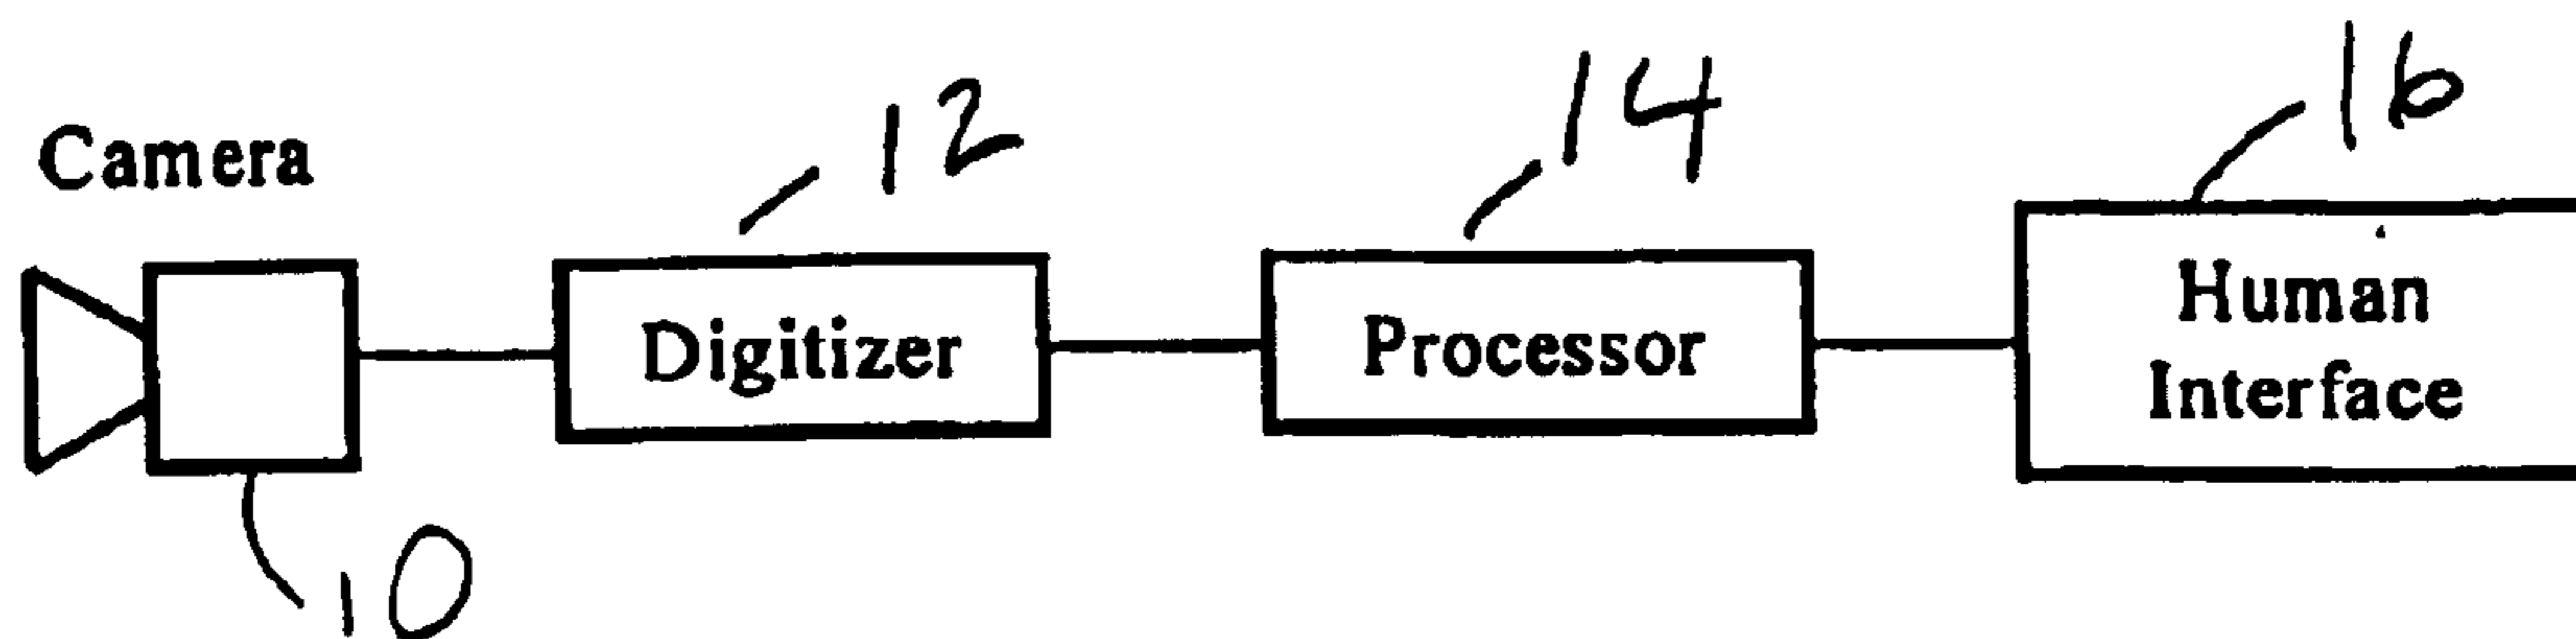 Camera
12
14
16
Digitizer
Processor
Human
Interface
10